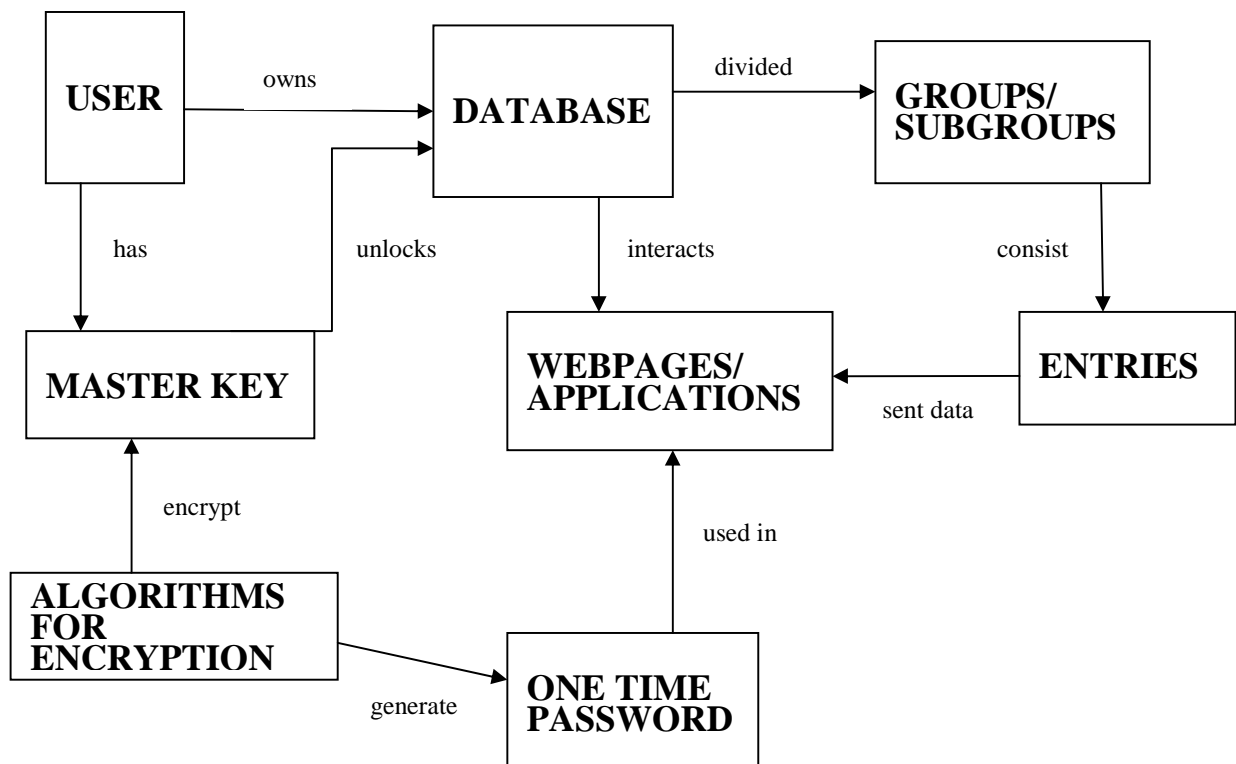 USER
owns
DATABASE
divided
GROUPS/
SUBGROUPS
has
unlocks
interacts
consist
MASTER KEY
WEBPAGES/
APPLICATIONS
ENTRIES
sent data
encrypt
used in
ALGORITHMS
FOR
ENCRYPTION
generate
ONE TIME
PASSWORD